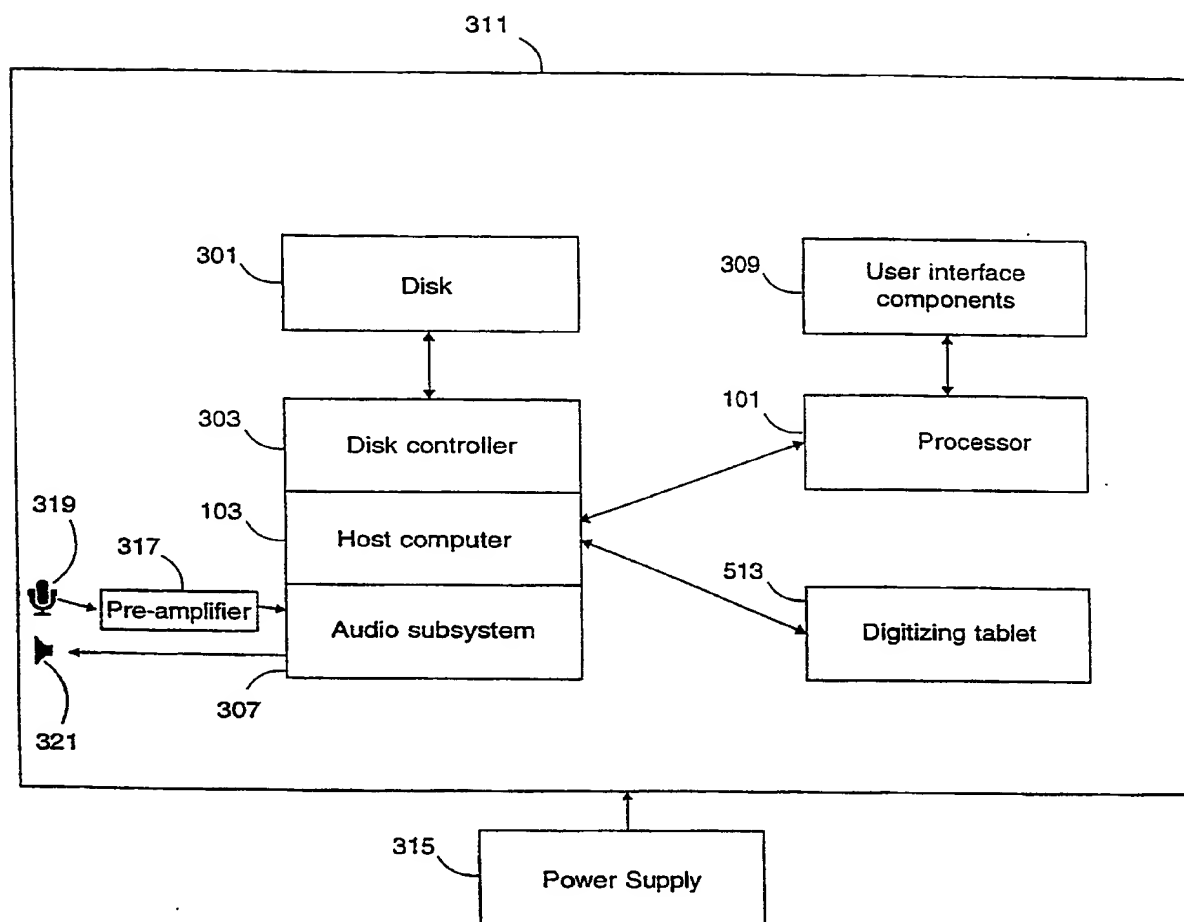 311
301
Disk
309
User interface
components
303
Disk controller
101
Processor
319
103
Host computer
317
Pre-amplifier
513
Digitizing tablet
Audio subsystem
307
321
315
Power Supply